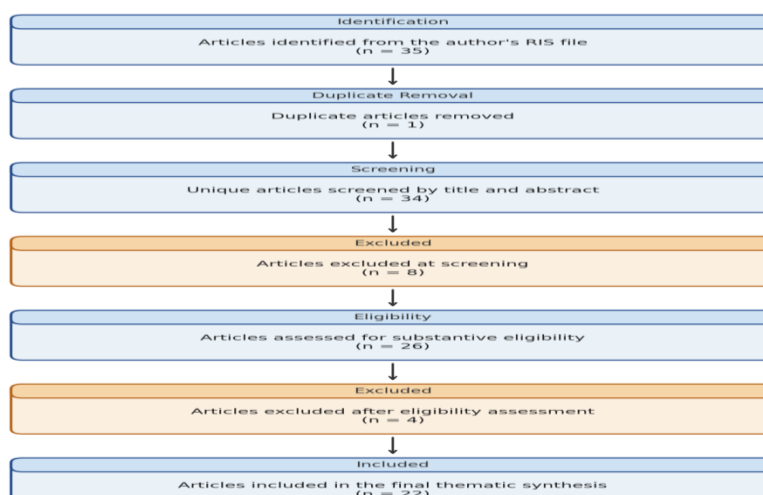 Identification
Articles identified from the author's RIS file
(n = 35)
Duplicate Removal
Duplicate articles removed
(n = 1)
Screening
Unique articles screened by title and abstract
(n = 34)
Excluded
Articles excluded at screening
(n = 8)
Eligibility
Articles assessed for substantive eligibility
(n = 26)
Excluded
Articles excluded after eligibility assessment
(n = 4)
Included
Articles included in the final thematic synthesis
(n = 22)